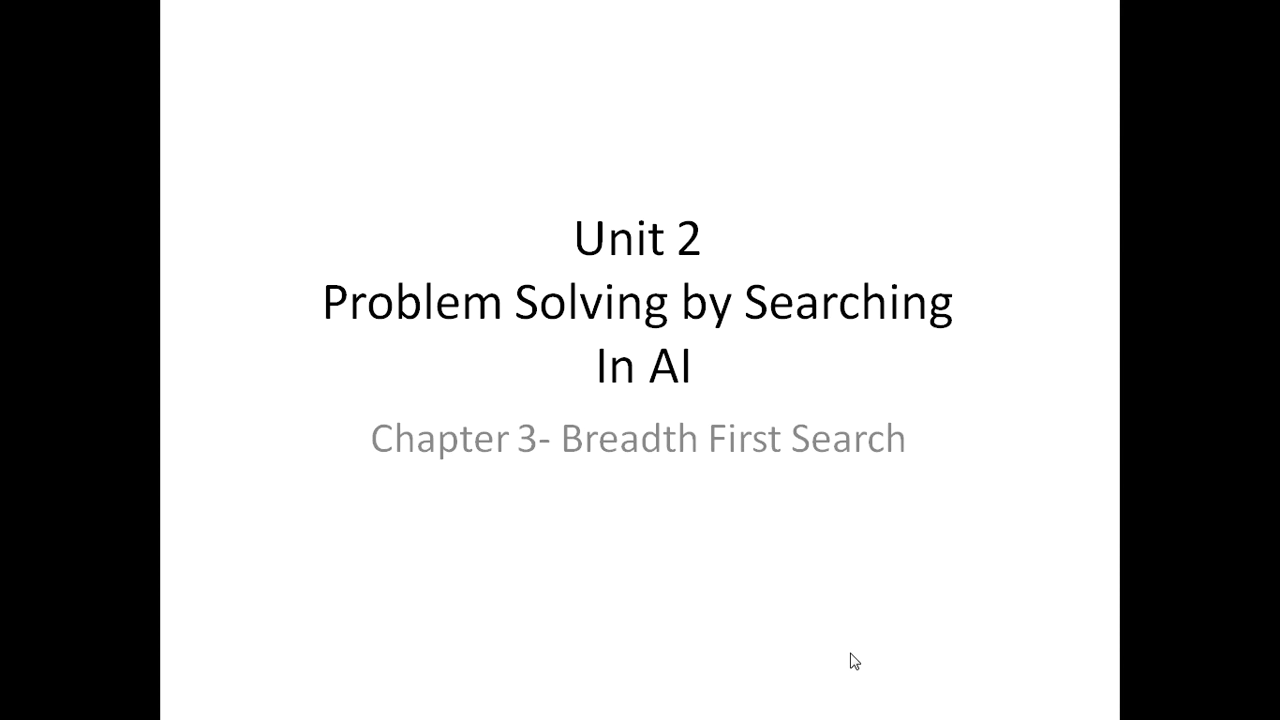 Unit 2
Problem Solving by Searching
In AI
Chapter 3- Breadth First Search